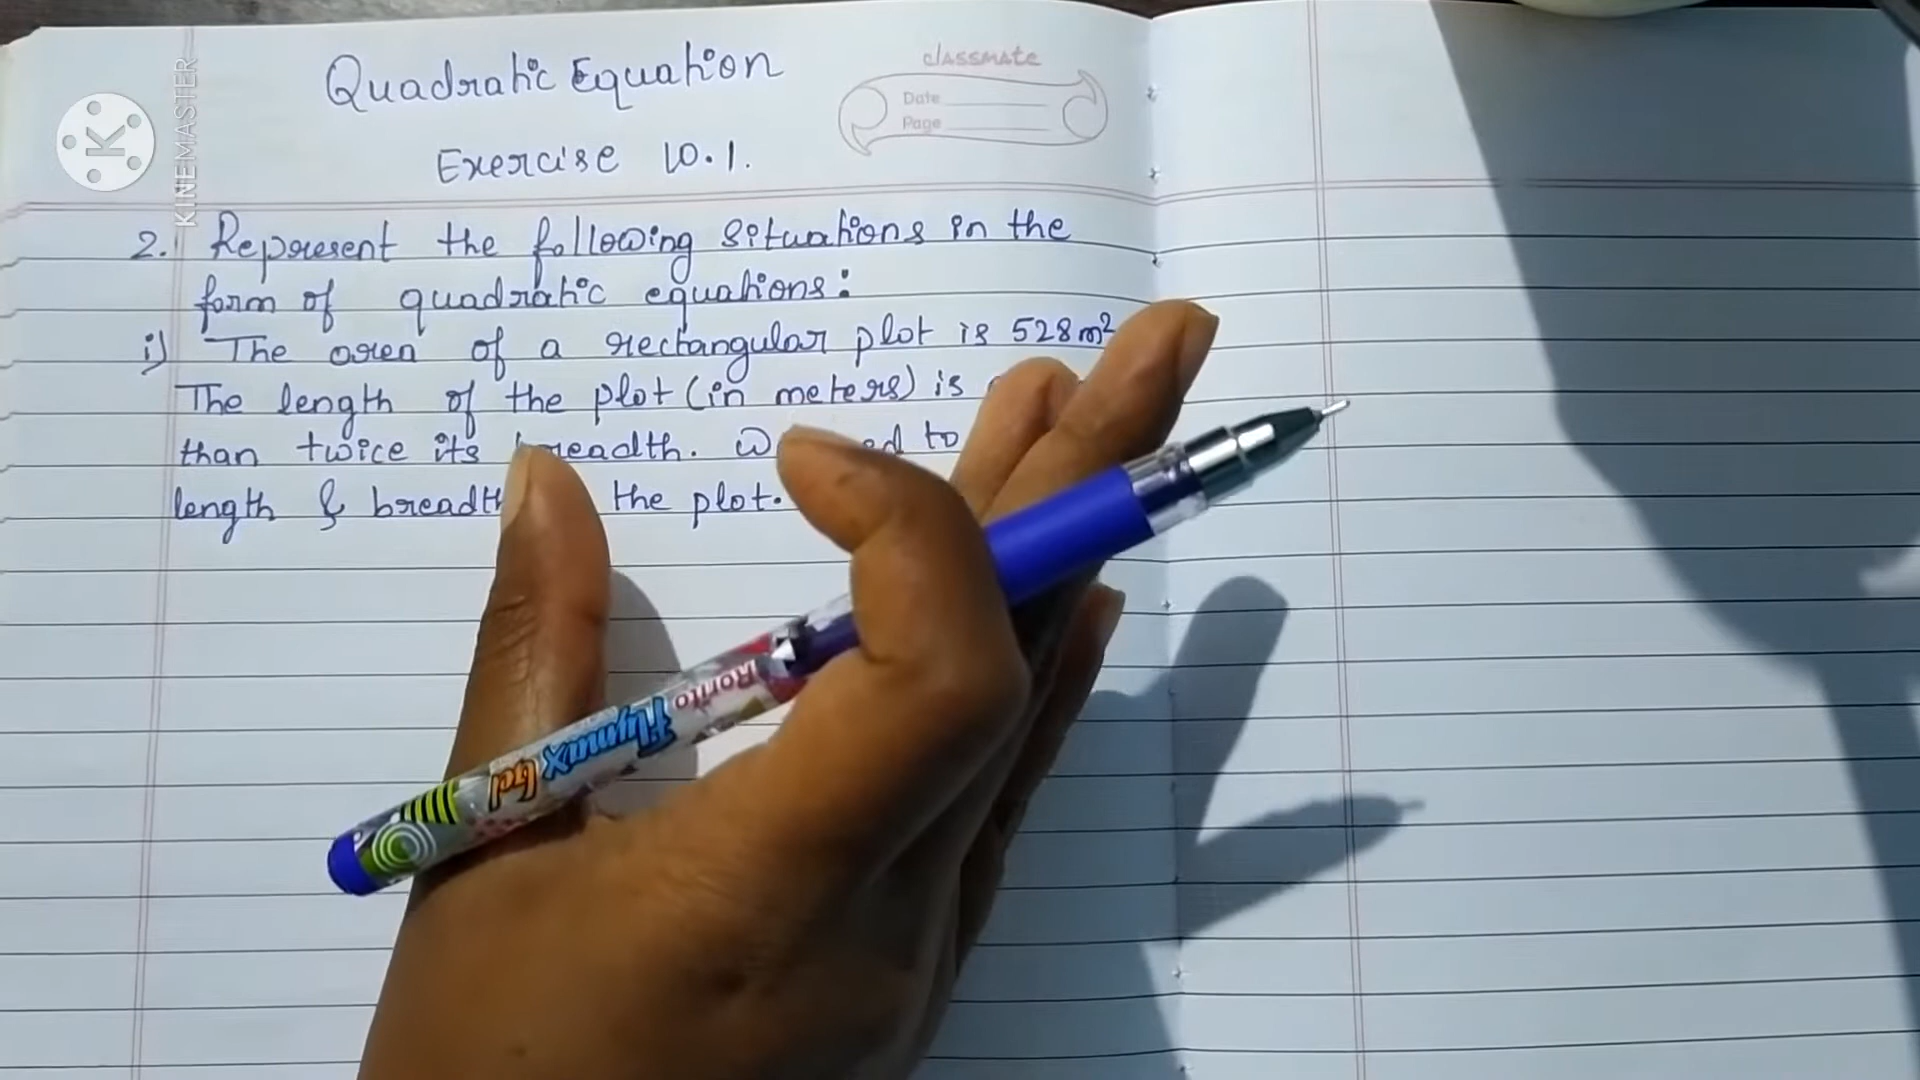 Quadratic Equation
classmate
Date
Page
Exercise 10.1.
2. Represent the following situations in the
form of quadratic equations:
i) The area of a rectangular plot is 528m²
The length of the plot (in meters) is
than twice its breadth. to
length & breadth the plot.
KINEMASTER
Rorito
Flymax
Gel